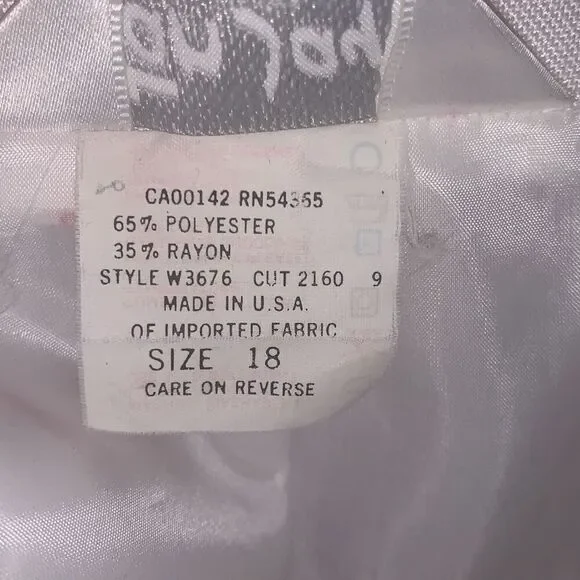 CA00142 RN54365
65% POLYESTER
35% RAYON
STYLE W3676 CUT 2160 9
MADE IN U.S.A.
OF IMPORTED FABRIC
SIZE 18
CARE ON REVERSE